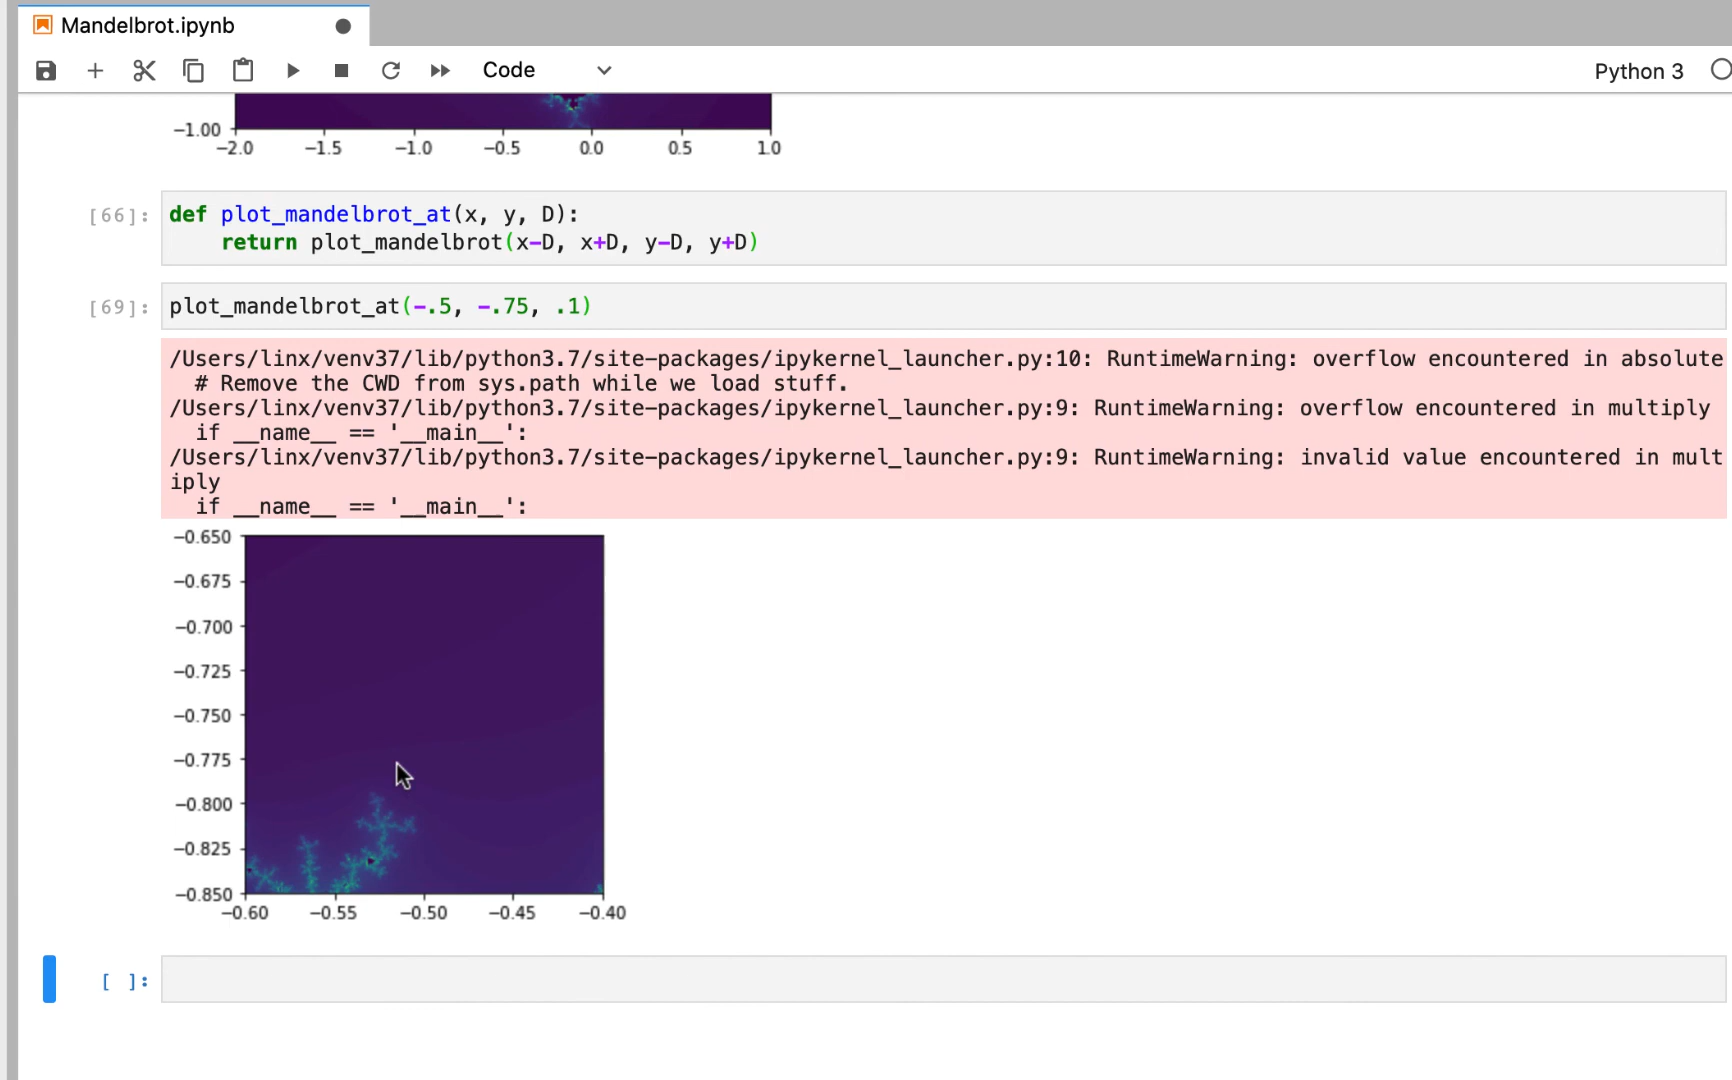 Mandelbrot.ipynb
Code
Python 3
−1.00
−2.0 −1.5 −1.0 −0.5 0.0 0.5 1.0
[66]: def plot_mandelbrot_at(x, y, D):
return plot_mandelbrot(x-D, x+D, y-D, y+D)
[69]: plot_mandelbrot_at(-.5, -.75, .1)
/Users/linx/venv37/lib/python3.7/site-packages/ipykernel_launcher.py:10: RuntimeWarning: overflow encountered in absolute
# Remove the CWD from sys.path while we load stuff.
/Users/linx/venv37/lib/python3.7/site-packages/ipykernel_launcher.py:9: RuntimeWarning: overflow encountered in multiply
if __name__ == '__main__':
/Users/linx/venv37/lib/python3.7/site-packages/ipykernel_launcher.py:9: RuntimeWarning: invalid value encountered in mult
iply
if __name__ == '__main__':
−0.650
−0.675
−0.700
−0.725
−0.750
−0.775
−0.800
−0.825
−0.850
−0.60 −0.55 −0.50 −0.45 −0.40
[ ]: